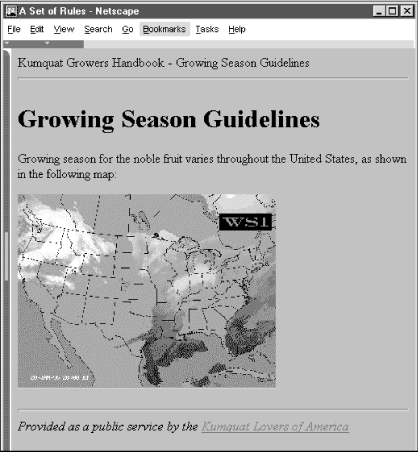 A Set of Rules - Netscape
File Edit View Search Go Bookmarks Tasks Help
Kumquat Growers Handbook - Growing Season Guidelines
Growing Season Guidelines
Growing season for the noble fruit varies throughout the United States, as shown
in the following map:
WSI
Provided as a public service by the Kumquat Lovers of America